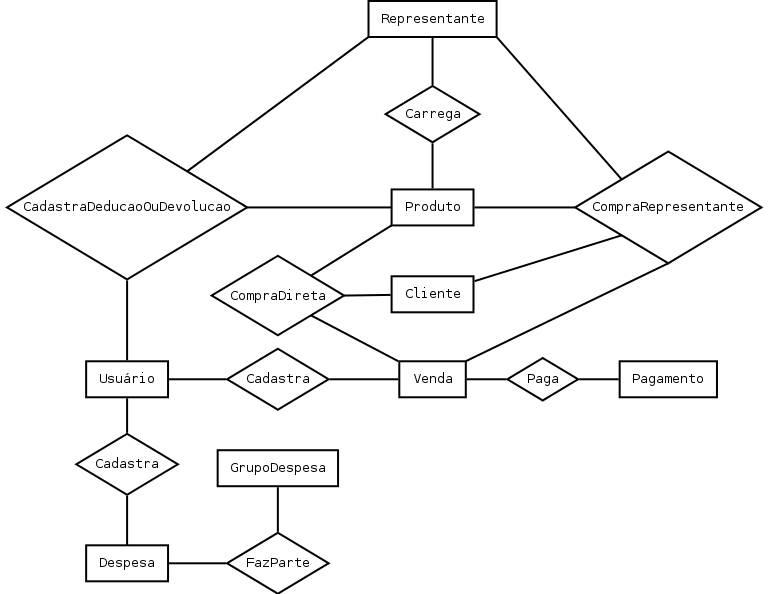 Representante
Carrega
CadastraDeducaoOuDevolucao
Produto
CompraRepresentante
CompraDireta
Cliente
Usuário
Cadastra
Venda
Paga
Pagamento
Cadastra
GrupoDespesa
Despesa
FazParte